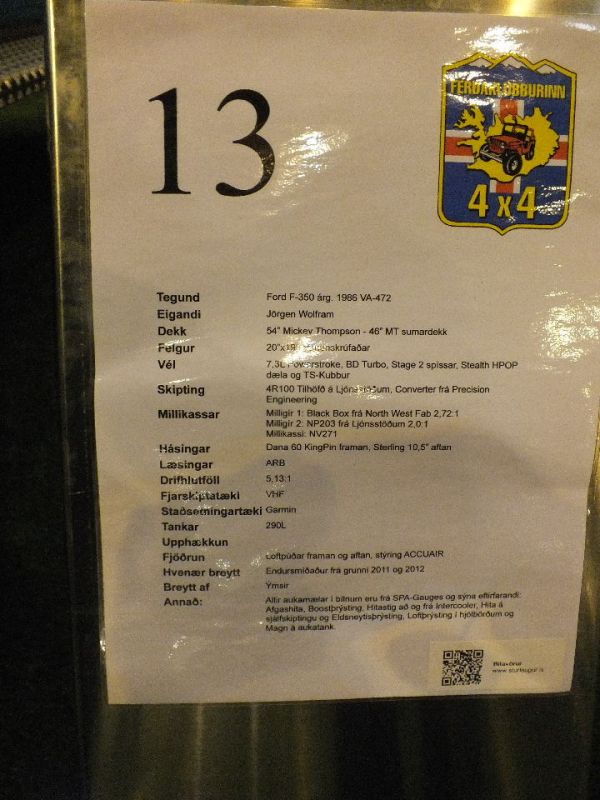 13
FERÐAKLÚBBURINN
4x4
Tegund Ford F-350 árg. 1986 VA-472
Eigandi Jörgen Wolfram
Dekk 54" Mickey Thompson - 46" MT sumardekk
Felgur
Vél 7,3L Powerstroke, BD Turbo, Stage 2 spissar, Stealth HPOP
dæla og TS-Kubbur
Skipting 4R100 Tilhöfð á Ljónsstöðum, Converter frá Precision
Engineering
Millikassar Milligír 1: Black Box frá North West Fab 2,72:1
Milligír 2: NP203 frá Ljónsstöðum 2,0:1
Millikassi: NV271
Hásingar Dana 60 KingPin framan, Sterling 10,5" aftan
Læsingar ARB
Drifhlutföll 5,13:1
Fjarskiptatæki VHF
Staðsetningartæki Garmin
Tankar 290L
Upphækkun
Fjöðrun Loftpúðar framan og aftan, stýring ACCUAIR
Hvenær breytt Endursmíðaður frá grunni 2011 og 2012
Breytt af Ýmsir
Annað: Allir aukamælar í bílnum eru frá SPA-Gauges og sýna eftirfarandi:
Afgashita, Boostþrýsting, Hitastig að og frá Intercooler, Hita á
sjálfskiptingu og Eldsneytisþrýsting, Loftþrýsting í hjólbörðum og
Magn á aukatank.